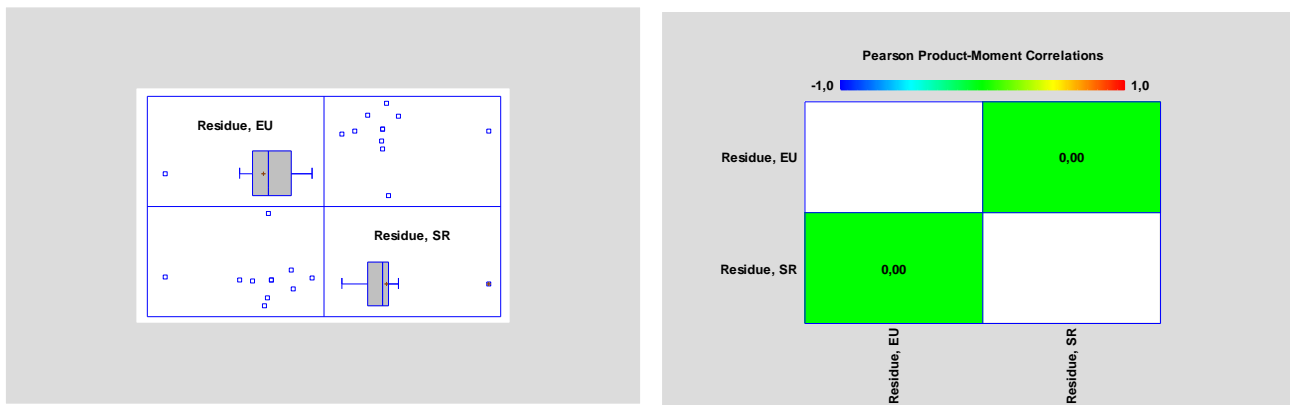 Residue, EU
Residue, SR
Pearson Product-Moment Correlations
-1,0 1,0
Residue, EU
0,00
Residue, SR
0,00
Residue, EU
Residue, SR